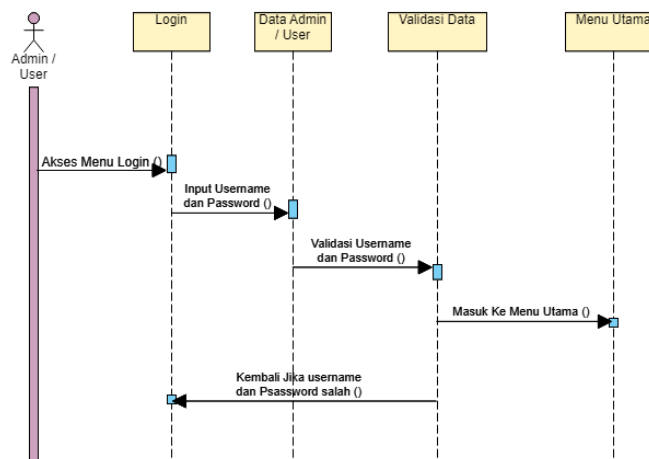 Login
Data Admin
/ User
Validasi Data
Menu Utama
Admin /
User
Akses Menu Login ()
Input Username
dan Password ()
Validasi Username
dan Password ()
Masuk Ke Menu Utama ()
Kembali Jika username
dan Psassword salah ()